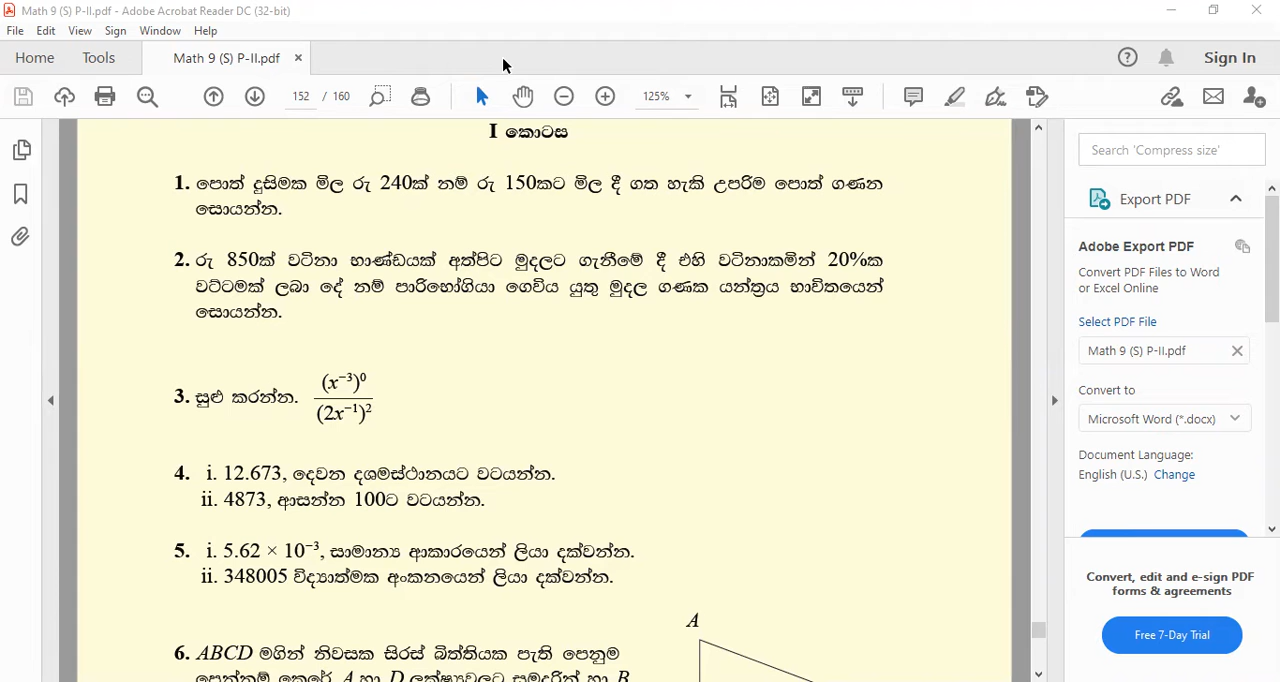 Math 9 (S) P-II.pdf - Adobe Acrobat Reader DC (32-bit)
File Edit View Sign Window Help
Home Tools Math 9 (S) P-II.pdf × Sign In
152 / 160 125%
I කොටස
1. පොත් දුසිමක මිල රු 240ක් නම් රු 150කට මිල දී ගත හැකි උපරිම පොත් ගණන
සොයන්න.
2. රු 850ක් වටිනා භාණ්ඩයක් අත්පිට මුදලට ගැනීමේ දී එහි වටිනාකමින් 20%ක
වට්ටමක් ලබා දේ නම් පාරිභෝගියා ගෙවිය යුතු මුදල ගණක යන්ත්‍රය භාවිතයෙන්
සොයන්න.
3. සුළු කරන්න. (x⁻³)⁰ / (2x⁻¹)²
4. i. 12.673, දෙවන දශමස්ථානයට වටයන්න.
ii. 4873, ආසන්න 100ට වටයන්න.
5. i. 5.62 × 10⁻³, සාමාන්‍ය ආකාරයෙන් ලියා දක්වන්න.
ii. 348005 විද්‍යාත්මක අංකනයෙන් ලියා දක්වන්න.
A
6. ABCD මගින් නිවසක සිරස් බිත්තියක පැති පෙනුම
පෙන්නුම් කෙරේ. A හා D ලක්ෂ්‍යවලට සමදුරින් හා B
Search 'Compress size'
Export PDF
Adobe Export PDF
Convert PDF Files to Word
or Excel Online
Select PDF File
Math 9 (S) P-II.pdf
Convert to
Microsoft Word (*.docx)
Document Language:
English (U.S.) Change
Convert, edit and e-sign PDF
forms & agreements
Free 7-Day Trial